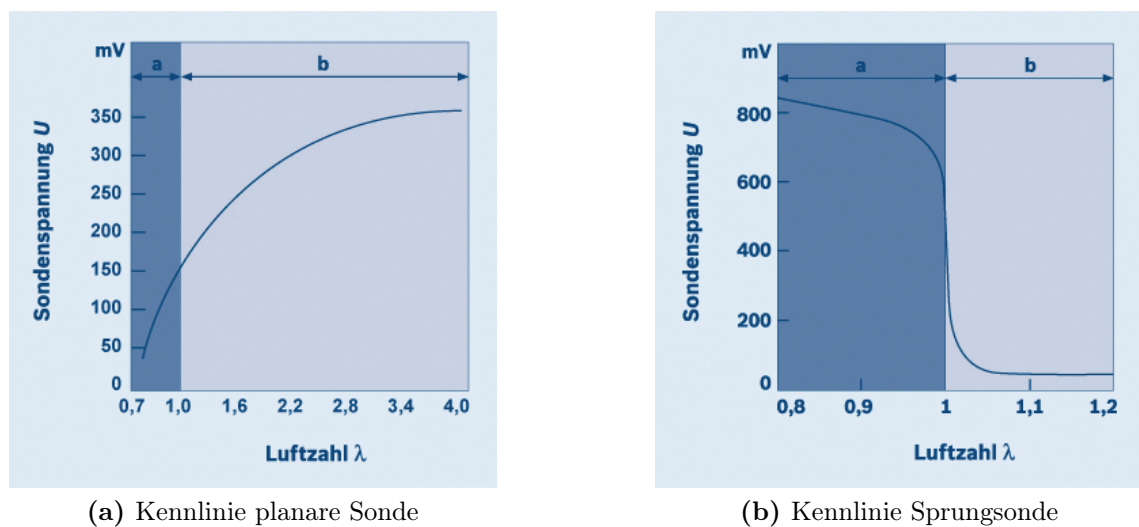 mV
a
b
350
300
250
200
150
100
50
0
0,7
1,0
1,6
2,2
2,8
3,4
4,0
Sondenspannung U
Luftzahl λ
(a) Kennlinie planare Sonde
mV
a
b
800
600
400
200
0
0,8
0,9
1
1,1
1,2
Sondenspannung U
Luftzahl λ
(b) Kennlinie Sprungsonde